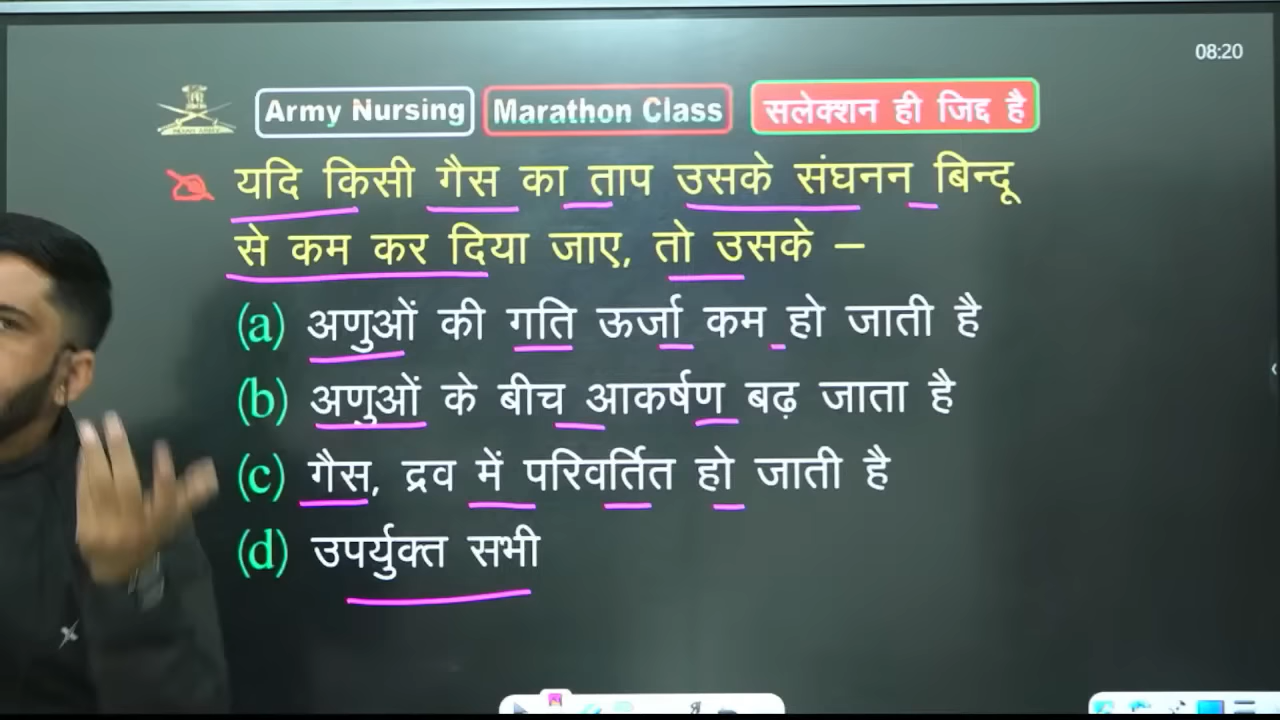 08:20
Army Nursing Marathon Class सलेक्शन ही जिद्द है
यदि किसी गैस का ताप उसके संघनन बिन्दू
से कम कर दिया जाए, तो उसके –
(a) अणुओं की गति ऊर्जा कम हो जाती है
(b) अणुओं के बीच आकर्षण बढ़ जाता है
(c) गैस, द्रव में परिवर्तित हो जाती है
(d) उपर्युक्त सभी